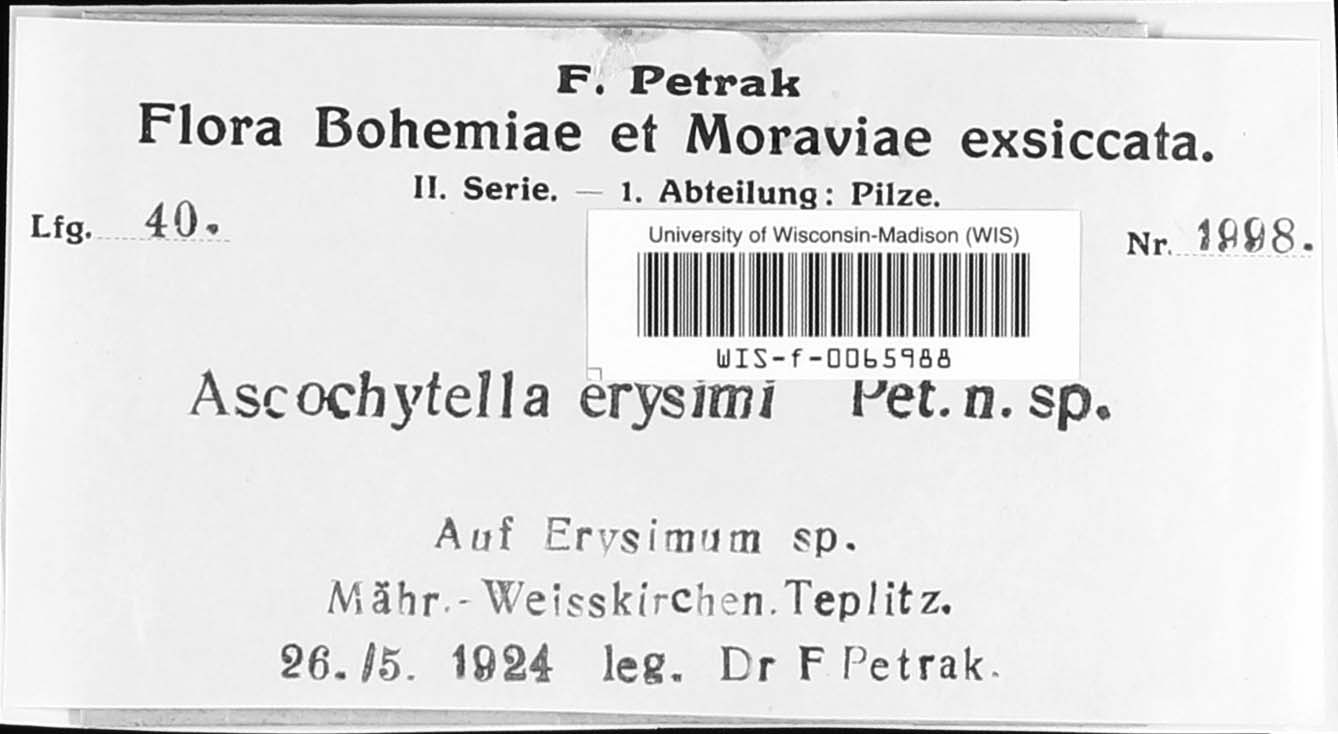 F. Petrak
Flora Bohemiae et Moraviae exsiccata.
II. Serie. — 1. Abteilung: Pilze.
Lfg. 40.
Nr. 1998.
University of Wisconsin-Madison (WIS)
WIS-f-0065988
Ascochytella erysimi Pet. n. sp.
Auf Erysimum sp.
Mähr.-Weisskirchen. Teplitz.
26./5. 1924 leg. Dr F Petrak.